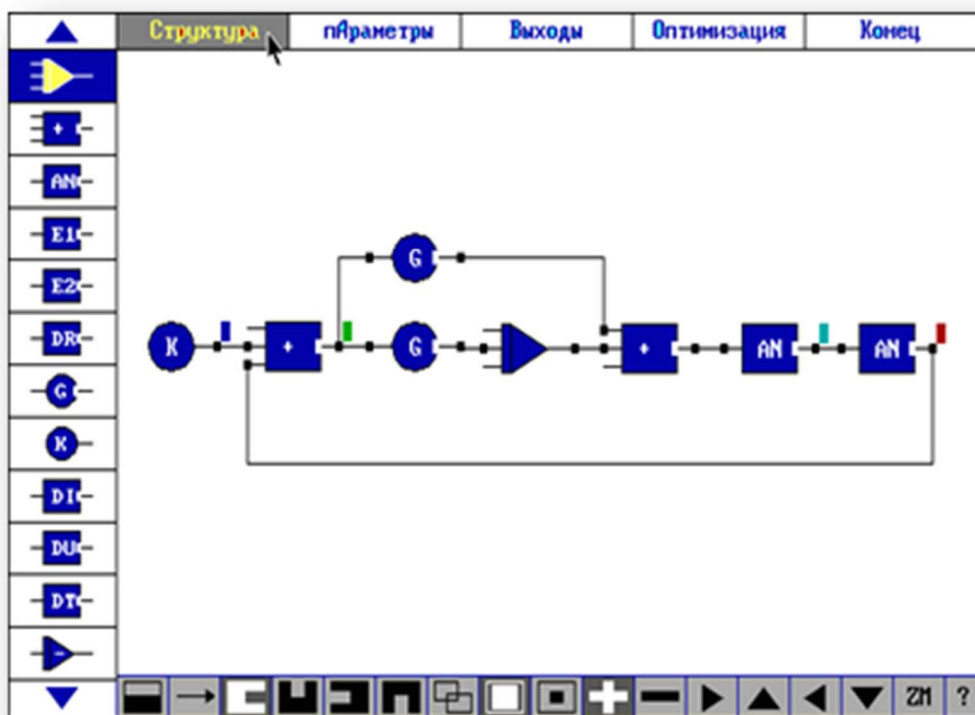 Структура пАраметры Выходы Оптимизация Конец
+
AN
E1
E2
DR
G
K
DI
DU
DT
-
G
K + G + AN AN
ZM ?